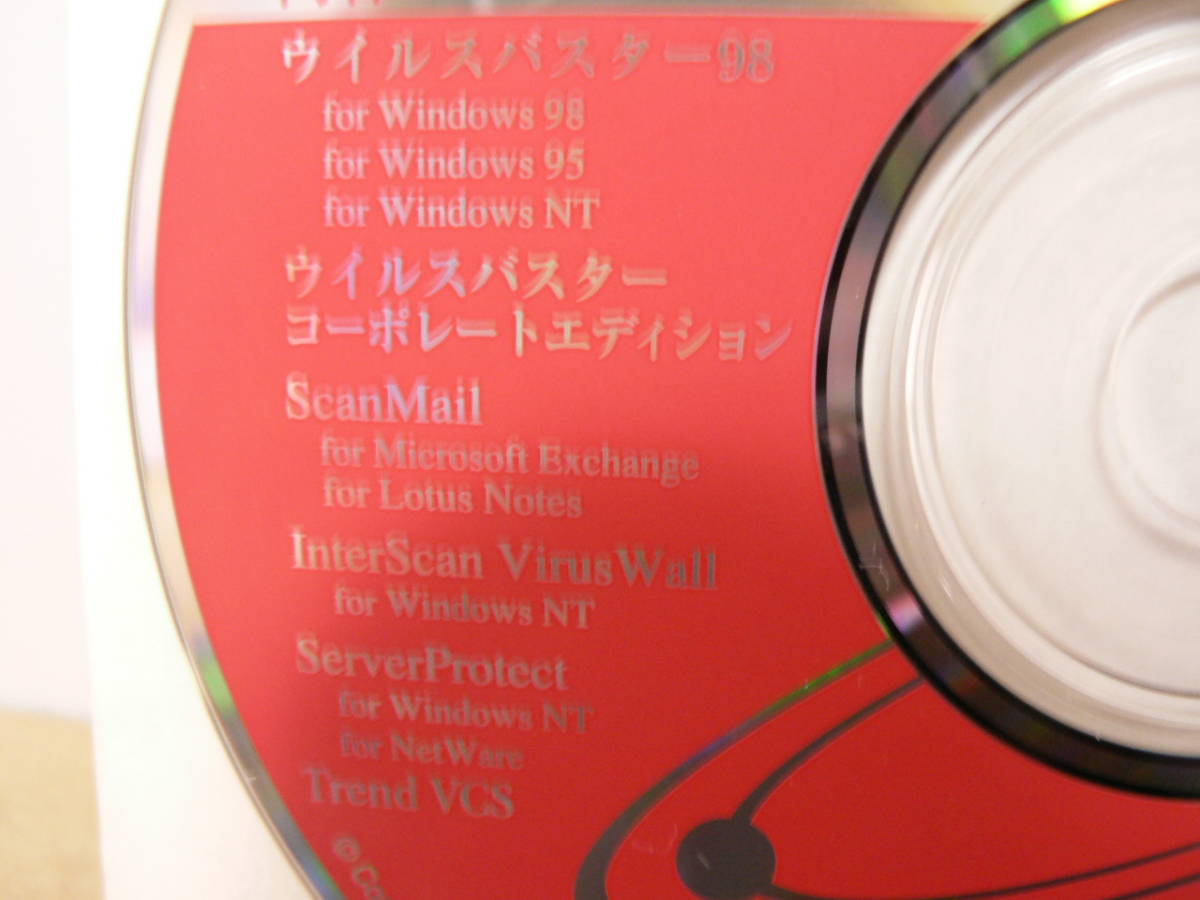 ウイルスバスター98
for Windows 98
for Windows 95
for Windows NT
ウイルスバスター
コーポレートエディション
ScanMail
for Microsoft Exchange
for Lotus Notes
InterScan VirusWall
for Windows NT
ServerProtect
for Windows NT
for NetWare
Trend VCS
©